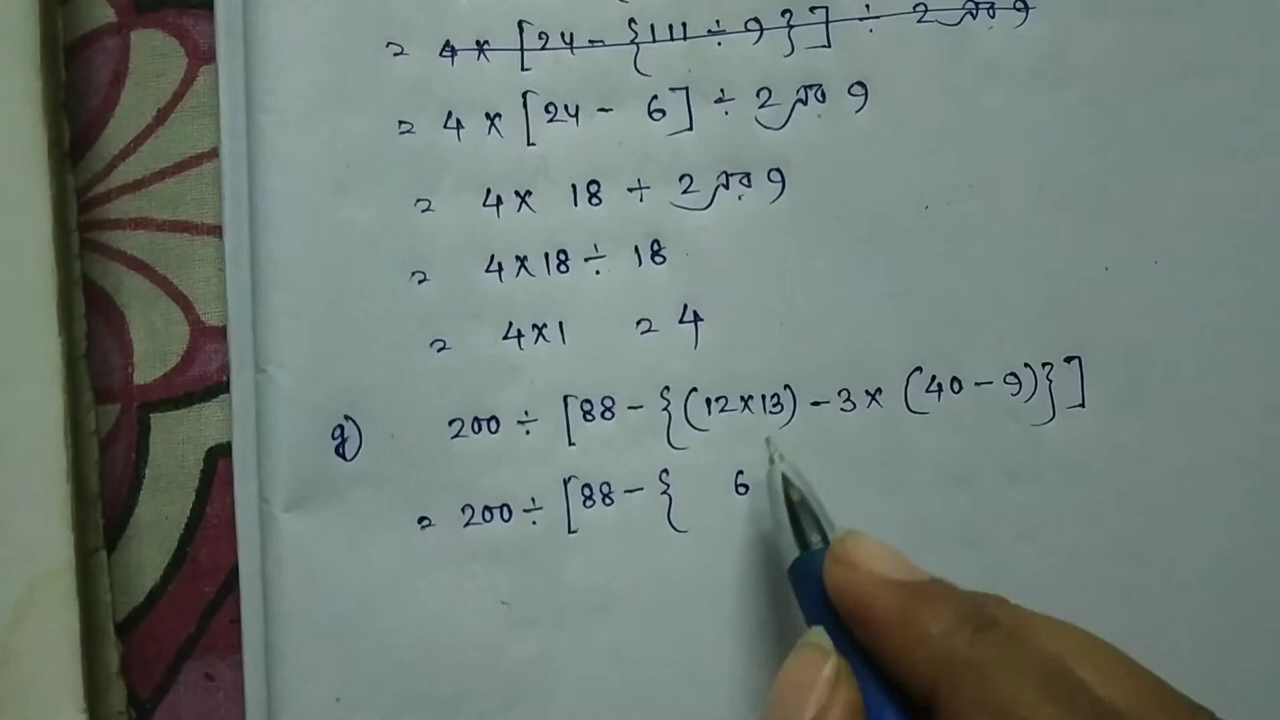 = 4 × [24 - {111 ÷ 9}] ÷ 2 এর 9
= 4 × [24 - 6] ÷ 2 এর 9
= 4 × 18 ÷ 2 এর 9
= 4 × 18 ÷ 18
= 4 × 1 = 4
200 ÷ [88 - {(12 × 13) - 3 × (40 - 9)}]
= 200 ÷ [88 - { 6